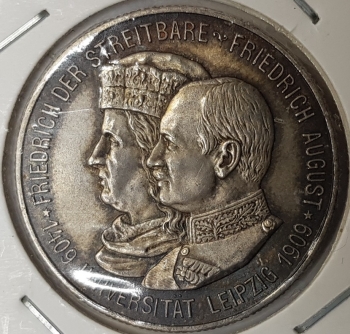 * FRIEDRICH DER STREITBARE * FRIEDRICH AUGUST *
1409 UNIVERSITÄT LEIPZIG 1909